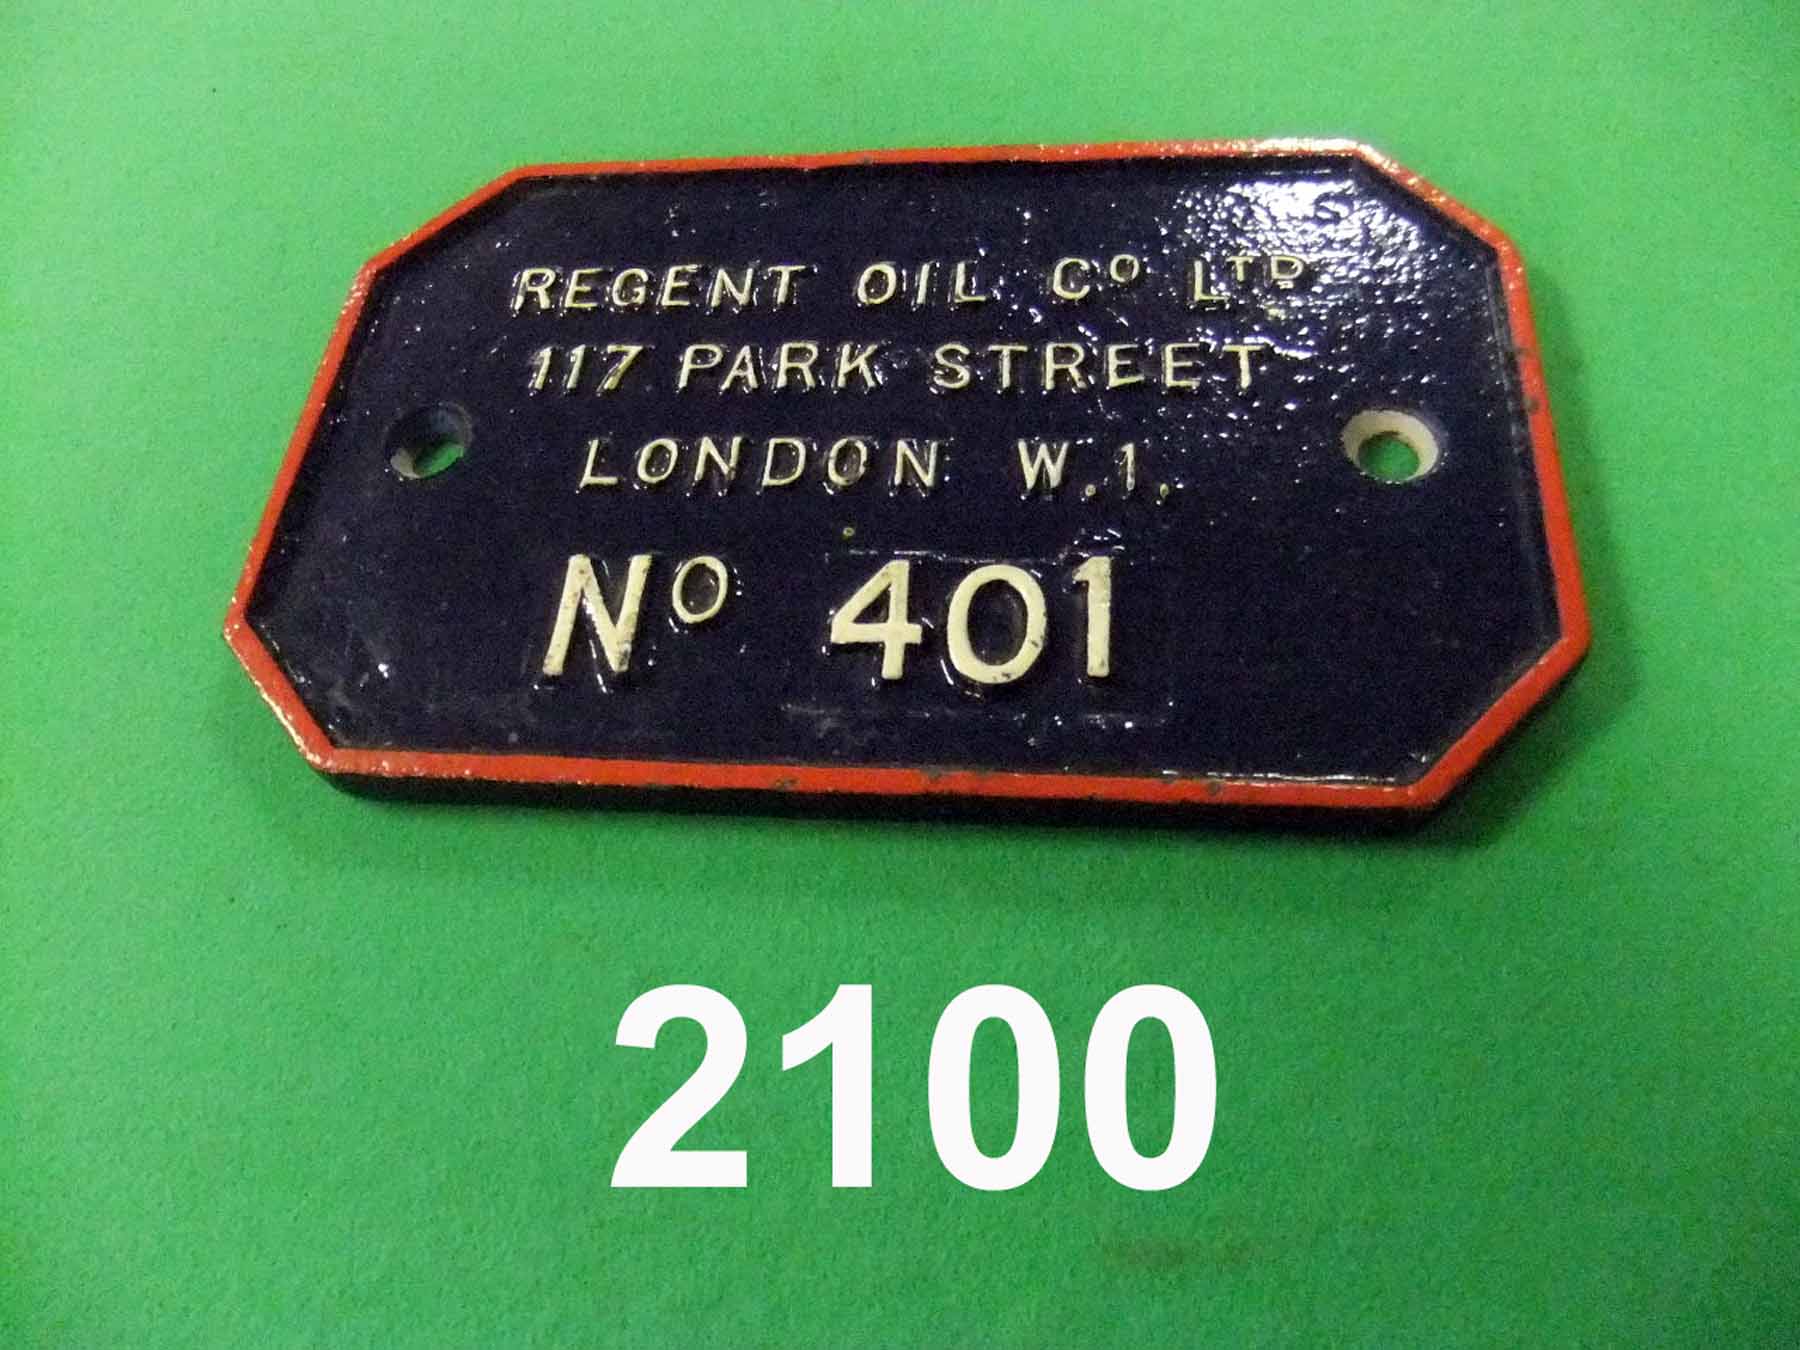 REGENT OIL Cº LTD
117 PARK STREET
LONDON W.1,
Nº 401
2100